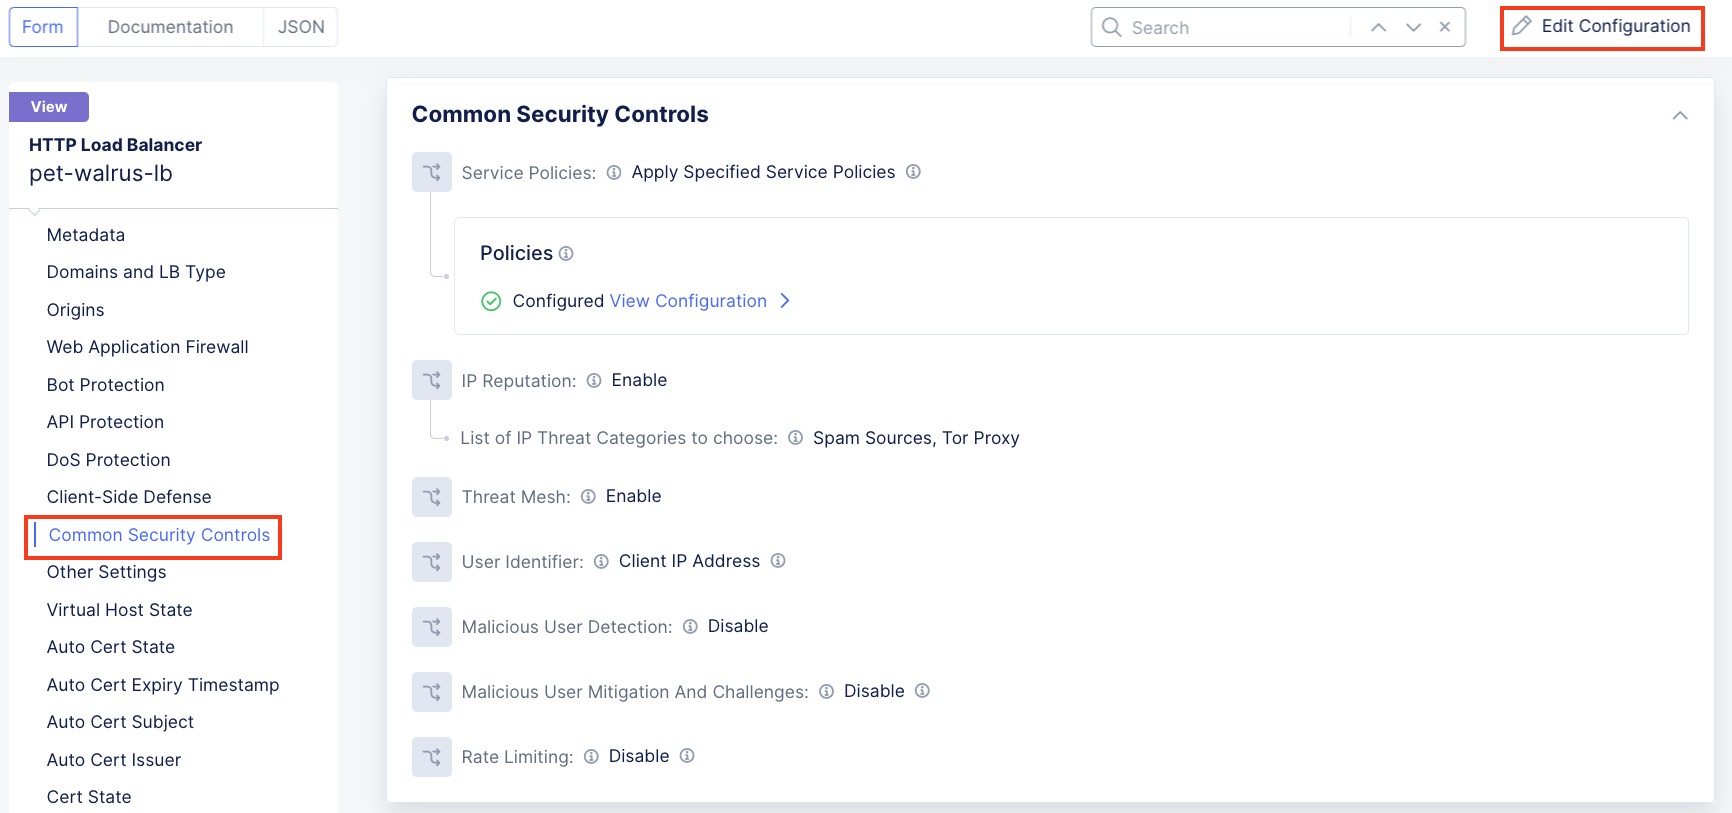 Form Documentation JSON
Search
Edit Configuration
View
HTTP Load Balancer
pet-walrus-lb
Metadata
Domains and LB Type
Origins
Web Application Firewall
Bot Protection
API Protection
DoS Protection
Client-Side Defense
Common Security Controls
Other Settings
Virtual Host State
Auto Cert State
Auto Cert Expiry Timestamp
Auto Cert Subject
Auto Cert Issuer
Cert State
Common Security Controls
Service Policies: Apply Specified Service Policies
Policies
Configured View Configuration
IP Reputation: Enable
List of IP Threat Categories to choose: Spam Sources, Tor Proxy
Threat Mesh: Enable
User Identifier: Client IP Address
Malicious User Detection: Disable
Malicious User Mitigation And Challenges: Disable
Rate Limiting: Disable